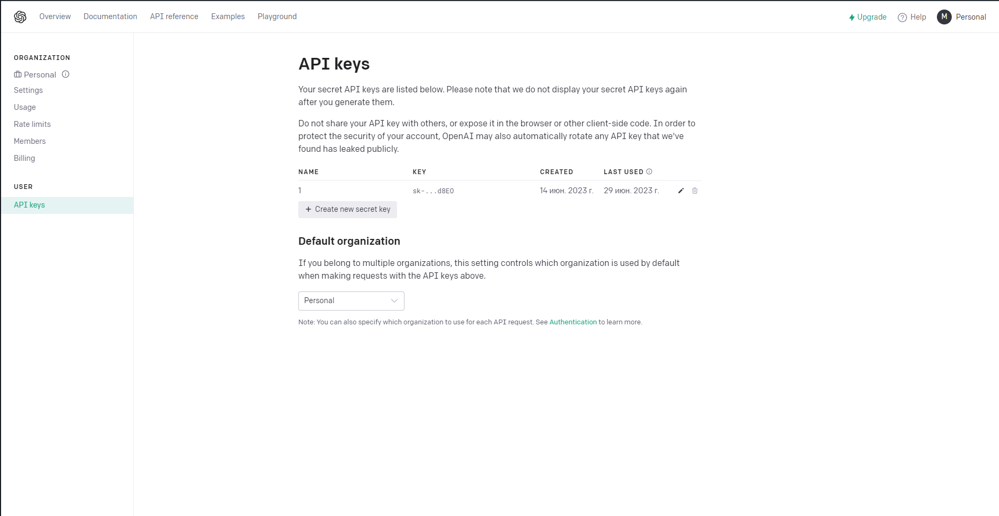 Overview Documentation API reference Examples Playground
Upgrade Help M Personal
ORGANIZATION
Personal
Settings
Usage
Rate limits
Members
Billing
USER
API keys
API keys
Your secret API keys are listed below. Please note that we do not display your secret API keys again
after you generate them.
Do not share your API key with others, or expose it in the browser or other client-side code. In order to
protect the security of your account, OpenAI may also automatically rotate any API key that we've
found has leaked publicly.
NAME KEY CREATED LAST USED
1 sk-...d8EO 14 июн. 2023 г. 29 июн. 2023 г.
+ Create new secret key
Default organization
If you belong to multiple organizations, this setting controls which organization is used by default
when making requests with the API keys above.
Personal
Note: You can also specify which organization to use for each API request. See Authentication to learn more.